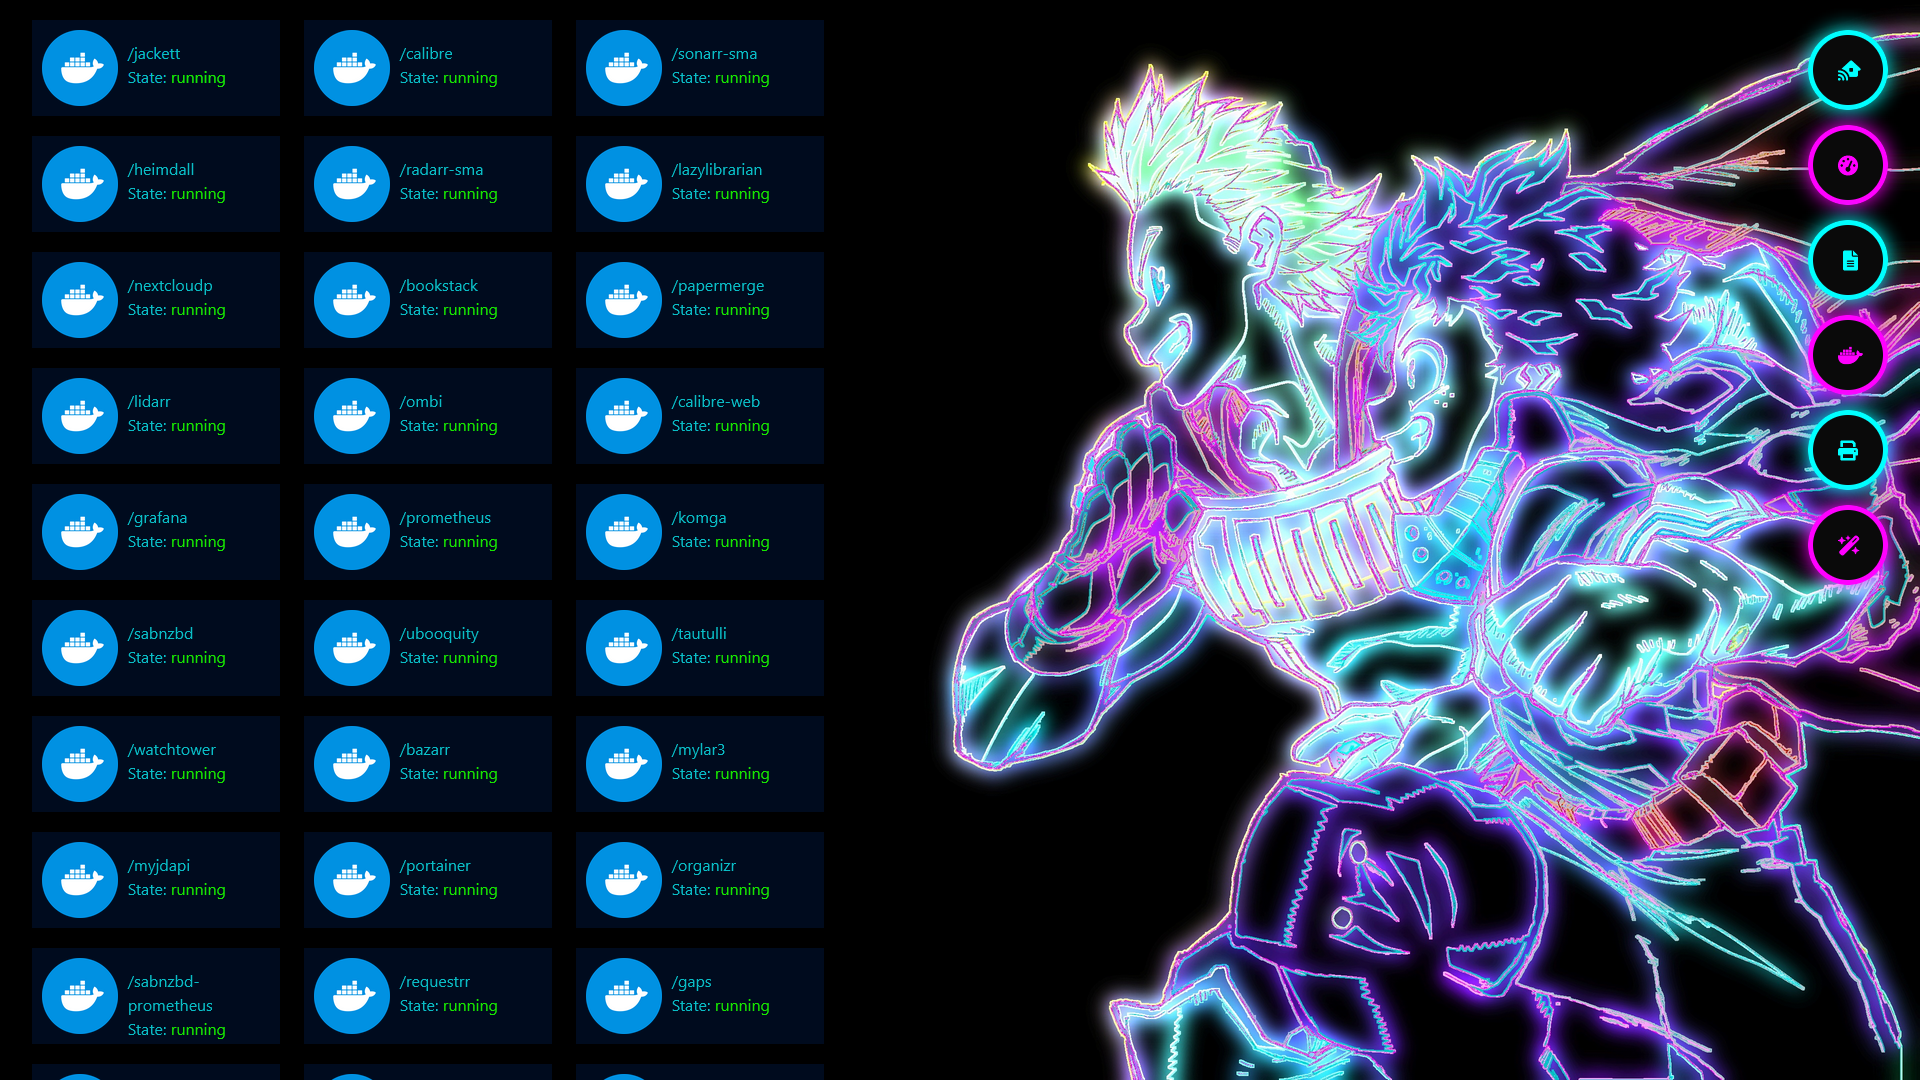 /jackett
State: running
/calibre
State: running
/sonarr-sma
State: running
/heimdall
State: running
/radarr-sma
State: running
/lazylibrarian
State: running
/nextcloudp
State: running
/bookstack
State: running
/papermerge
State: running
/lidarr
State: running
/ombi
State: running
/calibre-web
State: running
/grafana
State: running
/prometheus
State: running
/komga
State: running
/sabnzbd
State: running
/ubooquity
State: running
/tautulli
State: running
/watchtower
State: running
/bazarr
State: running
/mylar3
State: running
/myjdapi
State: running
/portainer
State: running
/organizr
State: running
/sabnzbd-
prometheus
State: running
/requestrr
State: running
/gaps
State: running
1000